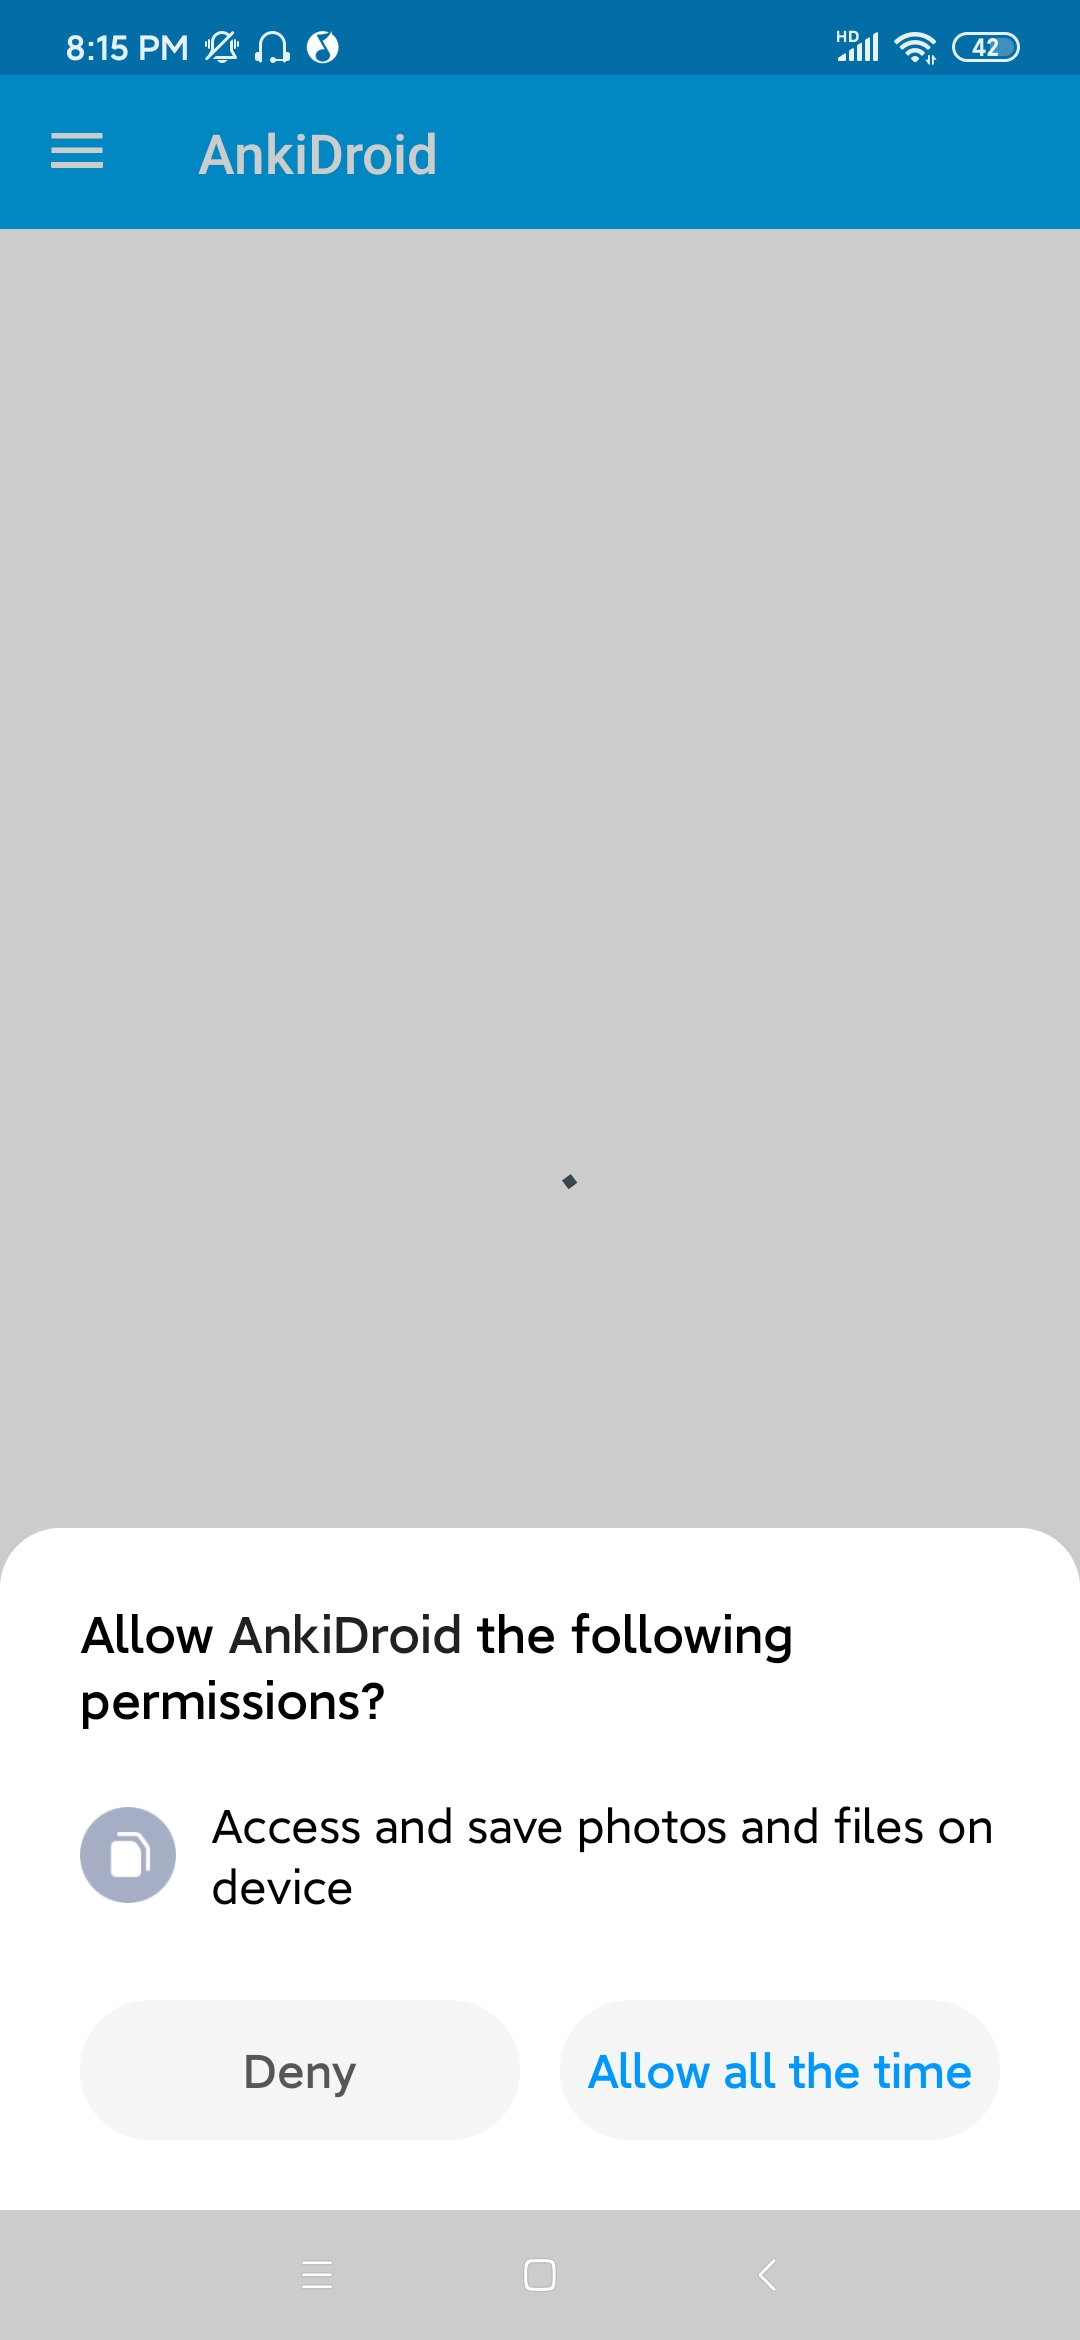 8:15 PM HD 42
AnkiDroid
Allow AnkiDroid the following
permissions?
Access and save photos and files on
device
Deny Allow all the time